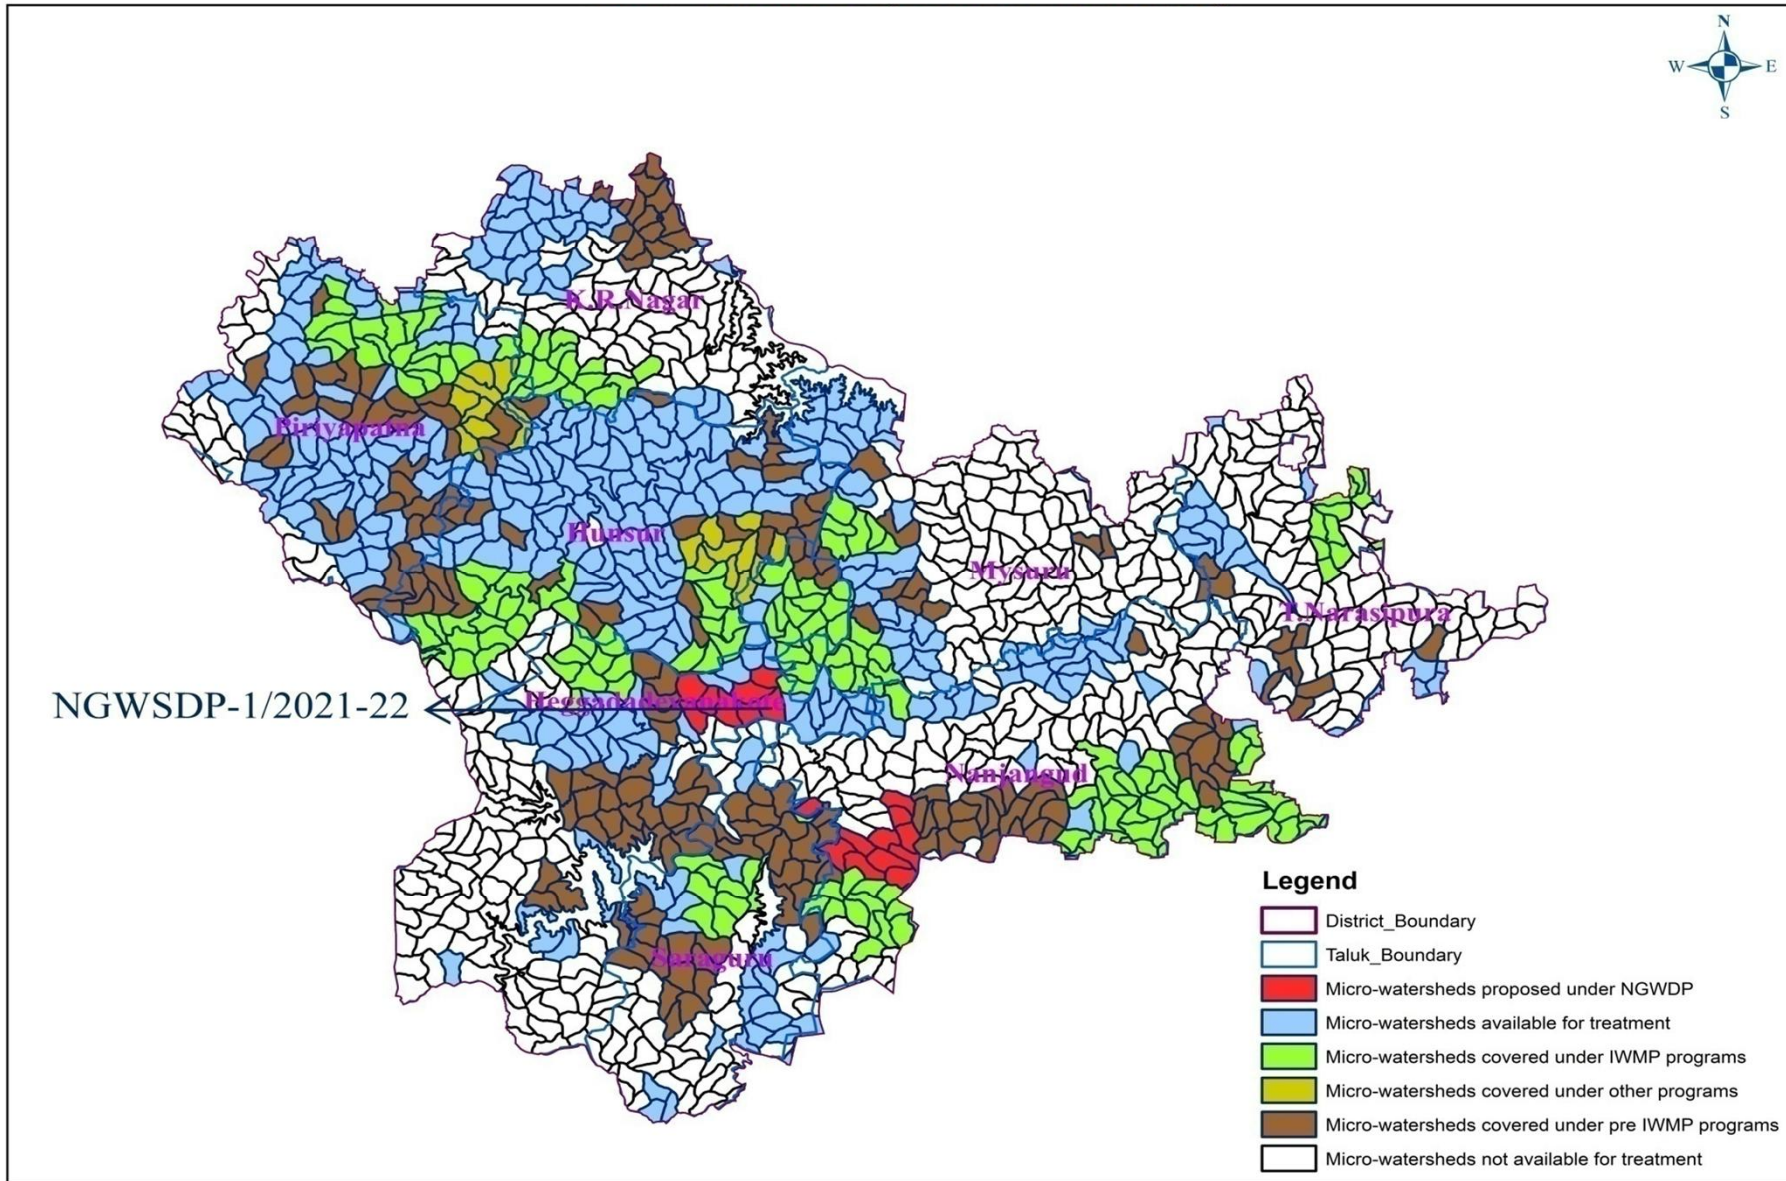 N
W E
S
K.R.Nagar
Piriyapatna
Hunsur
Mysuru
T.Narasipura
NGWSDP-1/2021-22
Heggadadevanakote
Nanjangud
Saraguru
Legend
District_Boundary
Taluk_Boundary
Micro-watersheds proposed under NGWDP
Micro-watersheds available for treatment
Micro-watersheds covered under IWMP programs
Micro-watersheds covered under other programs
Micro-watersheds covered under pre IWMP programs
Micro-watersheds not available for treatment